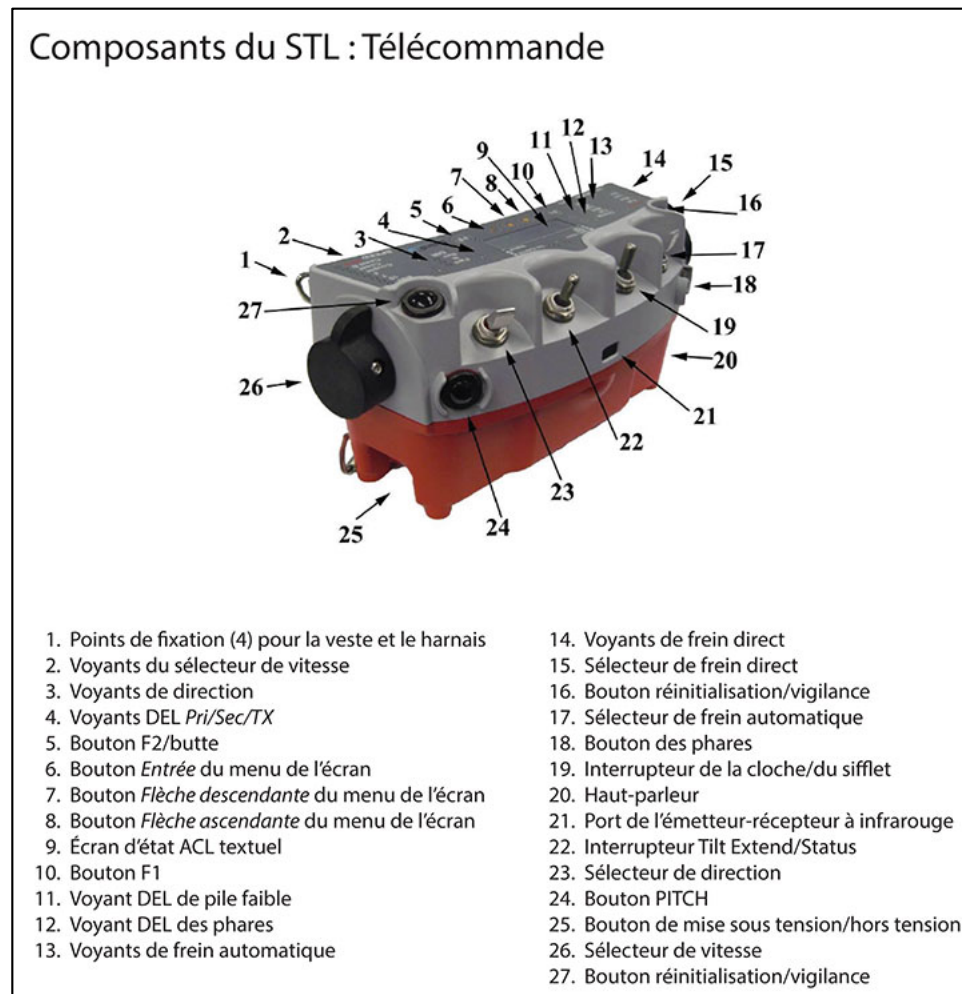 Composants du STL : Télécommande
12
11
13
10
14
9
15
8
7
16
6
5
4
17
2
3
1
18
27
19
20
26
21
22
23
24
25
1. Points de fixation (4) pour la veste et le harnais
2. Voyants du sélecteur de vitesse
3. Voyants de direction
4. Voyants DEL Pri/Sec/TX
5. Bouton F2/butte
6. Bouton Entrée du menu de l'écran
7. Bouton Flèche descendante du menu de l'écran
8. Bouton Flèche ascendante du menu de l'écran
9. Écran d'état ACL textuel
10. Bouton F1
11. Voyant DEL de pile faible
12. Voyant DEL des phares
13. Voyants de frein automatique
14. Voyants de frein direct
15. Sélecteur de frein direct
16. Bouton réinitialisation/vigilance
17. Sélecteur de frein automatique
18. Bouton des phares
19. Interrupteur de la cloche/du sifflet
20. Haut-parleur
21. Port de l'émetteur-récepteur à infrarouge
22. Interrupteur Tilt Extend/Status
23. Sélecteur de direction
24. Bouton PITCH
25. Bouton de mise sous tension/hors tension
26. Sélecteur de vitesse
27. Bouton réinitialisation/vigilance